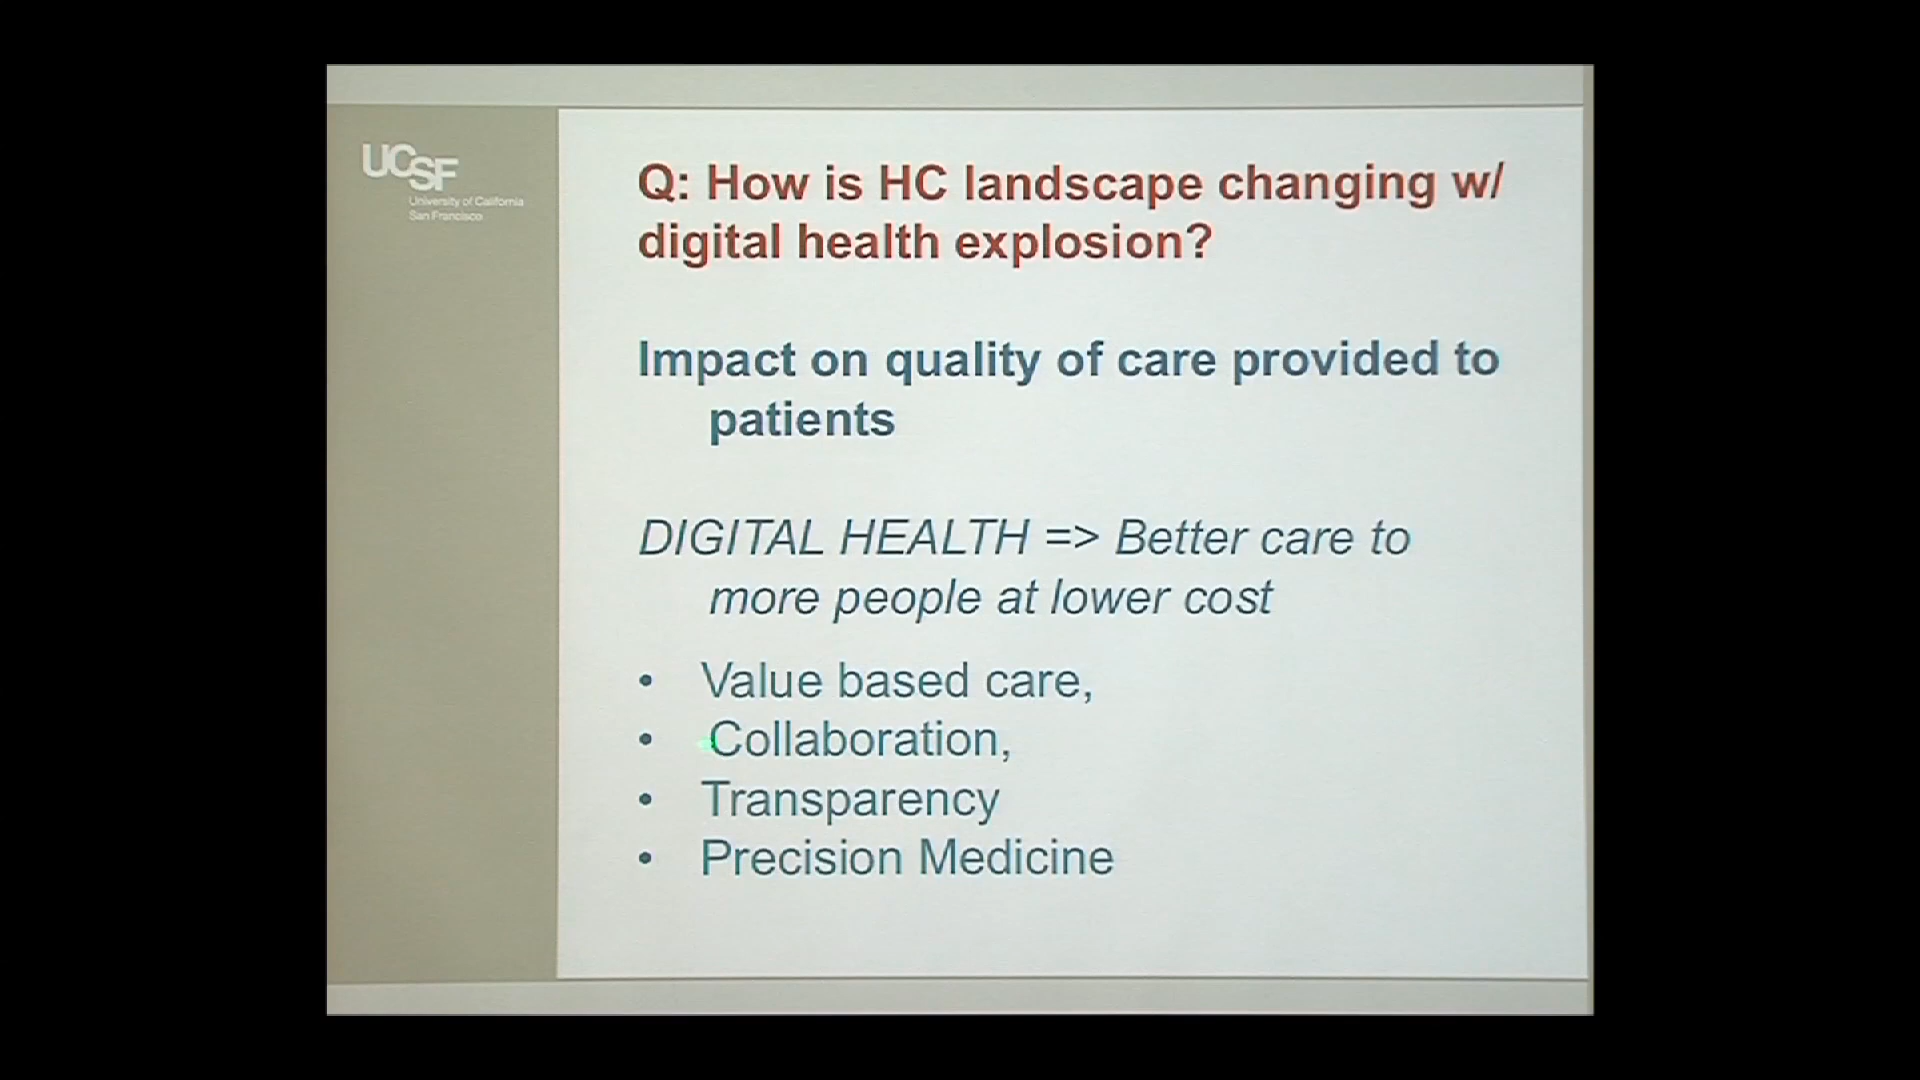 UCSF
University of California
San Francisco
Q: How is HC landscape changing w/
digital health explosion?
Impact on quality of care provided to
patients
DIGITAL HEALTH => Better care to
more people at lower cost
• Value based care,
• Collaboration,
• Transparency
• Precision Medicine